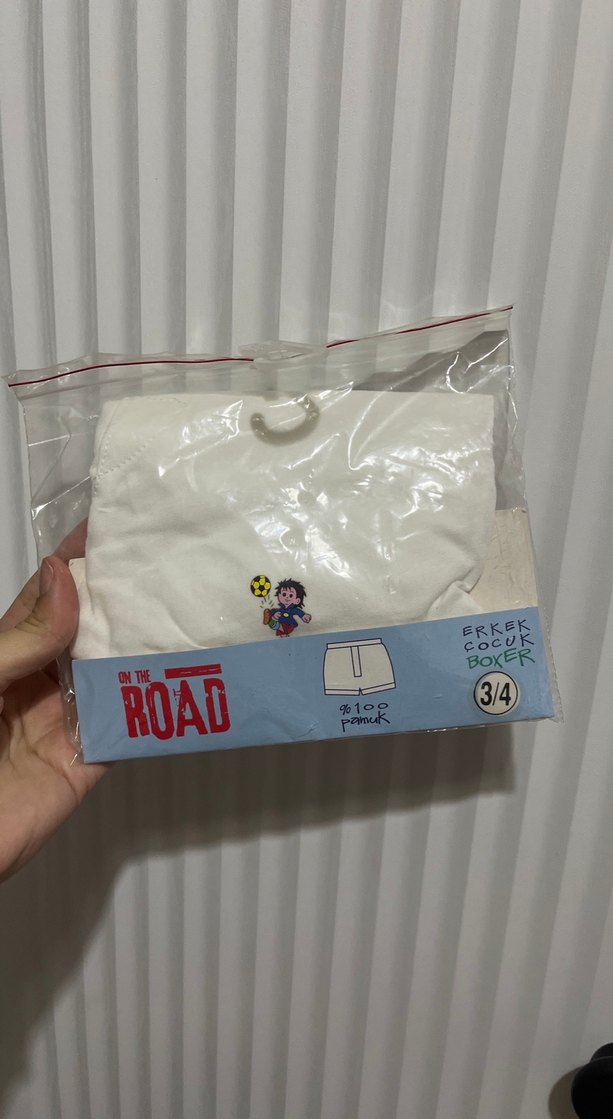 ON THE
ROAD
%100
pamuk
ERKEK
ÇOCUK
BOXER
3/4